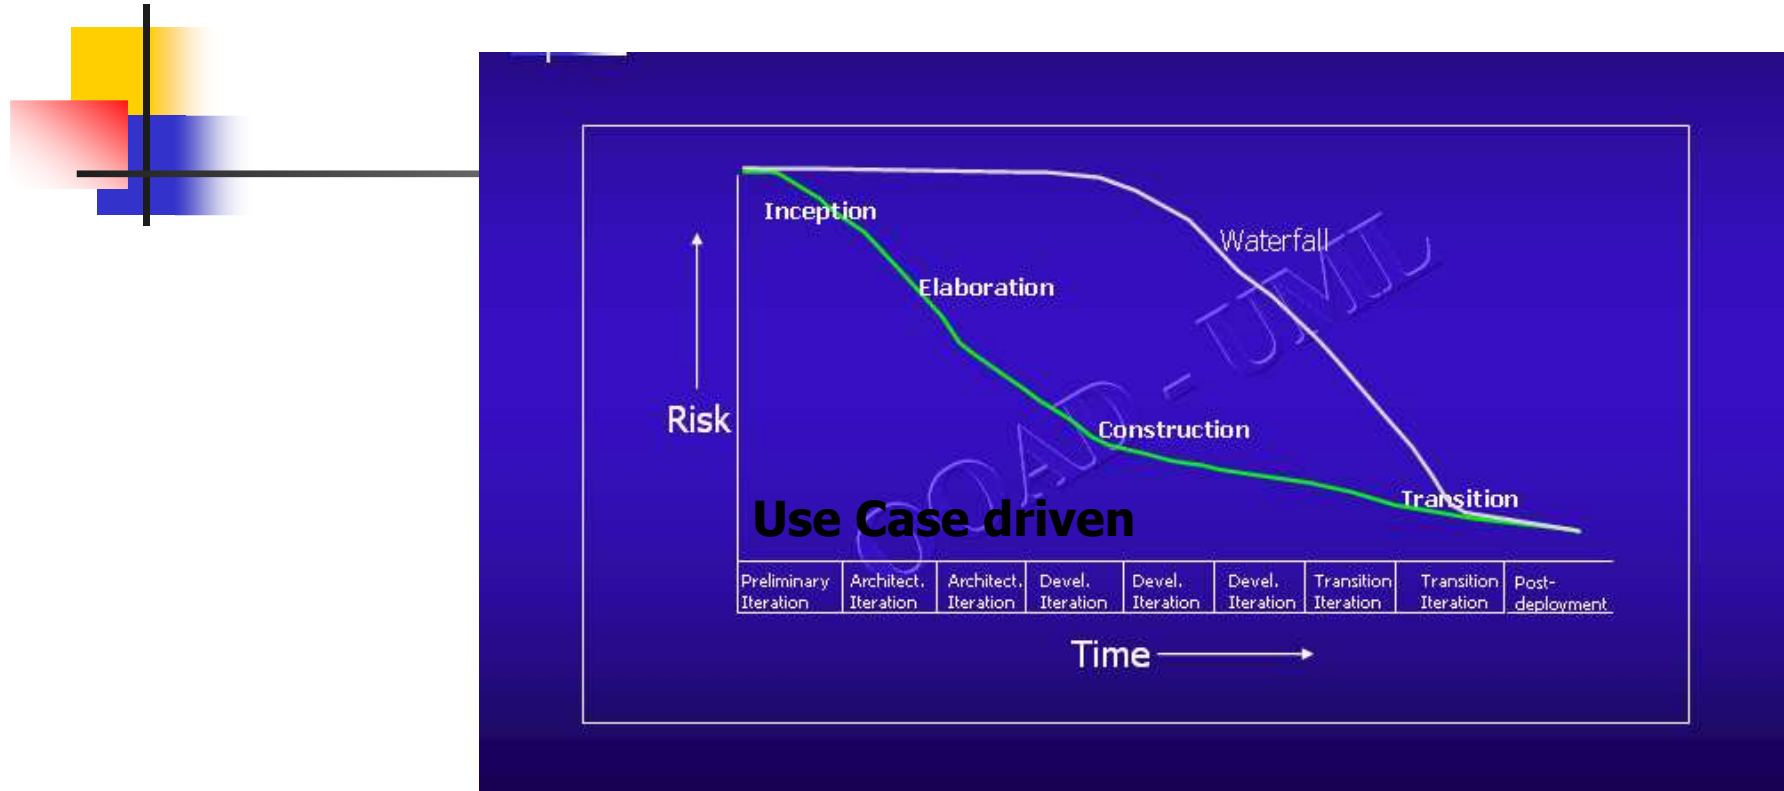 Inception
Waterfall
Elaboration
Risk
Construction
Transition
Use Case driven
OOAD - UML
Preliminary Iteration
Architect. Iteration
Architect. Iteration
Devel. Iteration
Devel. Iteration
Devel. Iteration
Transition Iteration
Transition Iteration
Post-deployment
Time